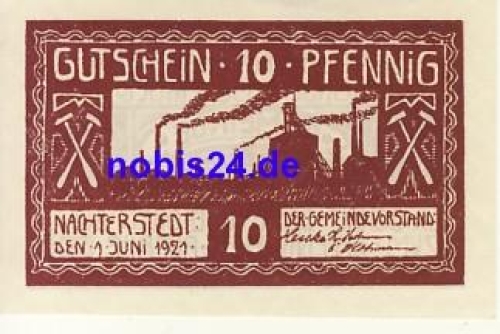 GUTSCHEIN · 10 · PFENNIG
nobis24.de
NACHTERSTEDT:
DEN 1 JUNI 1921·
10
DER·GEMEINDEVORSTAND: